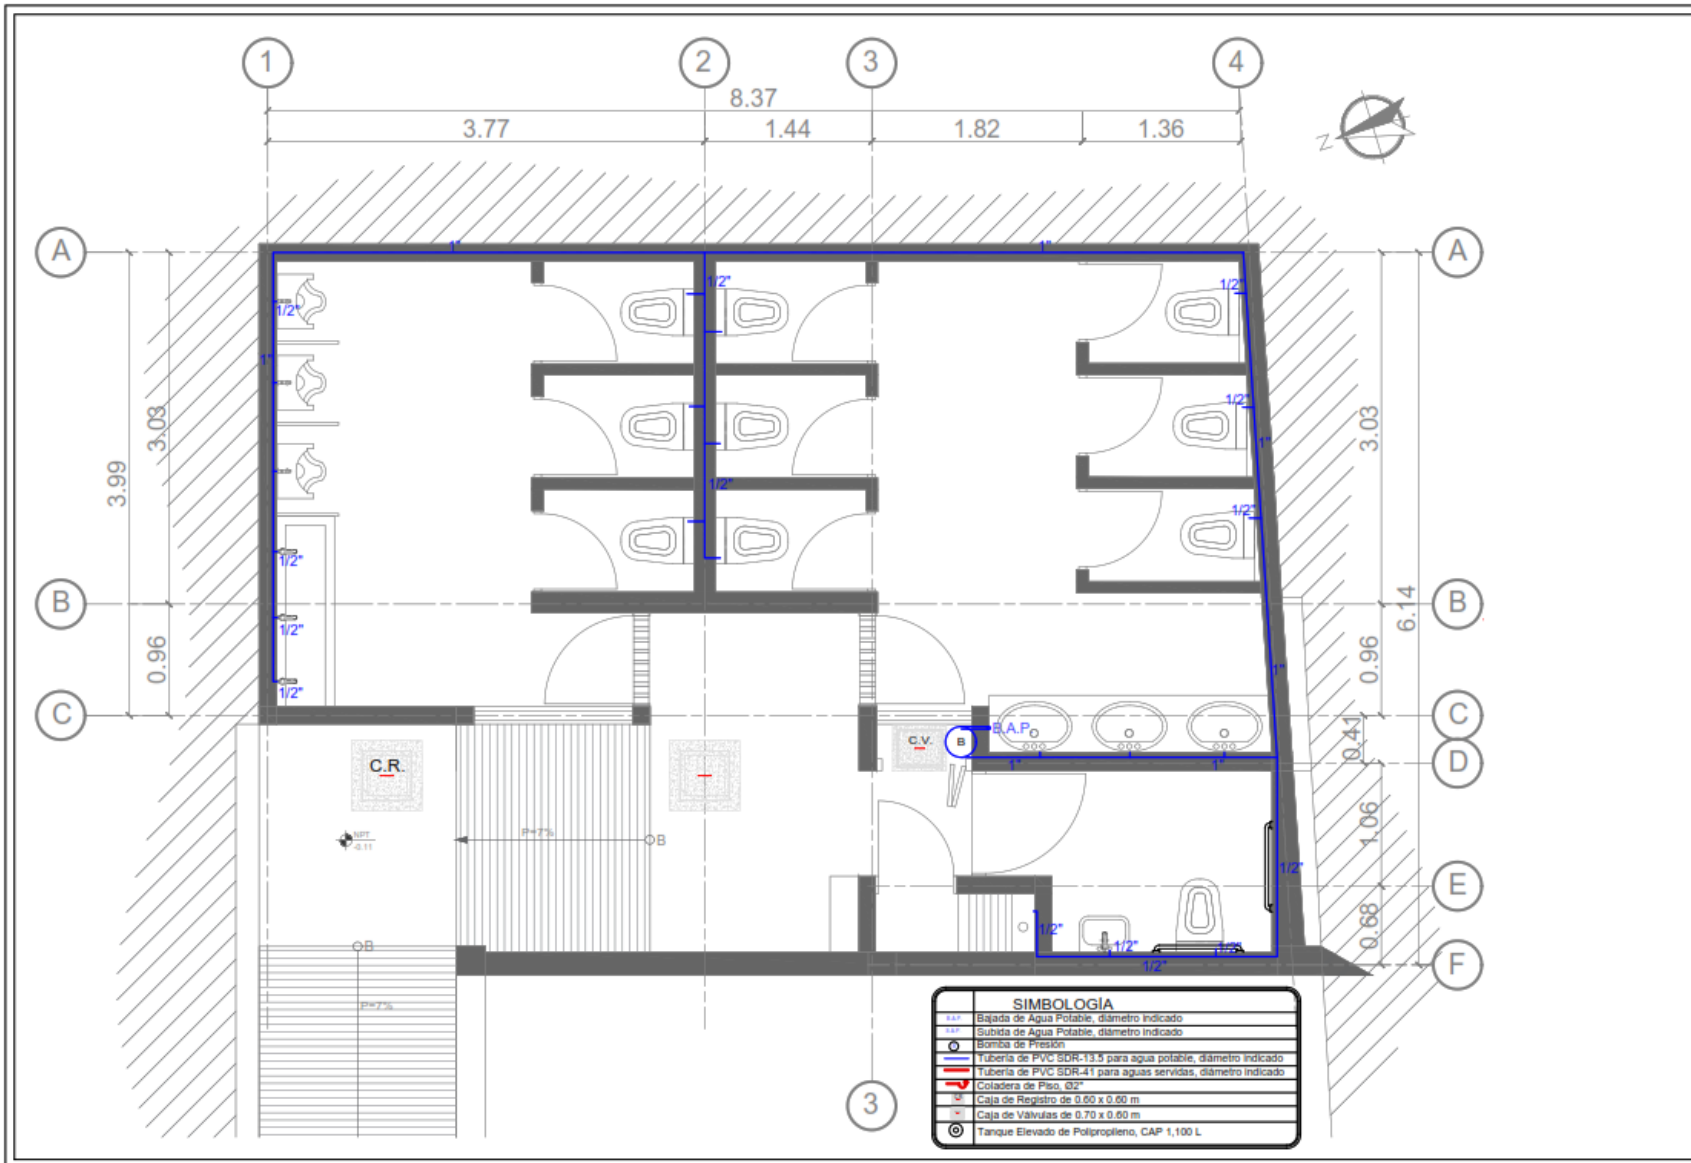 1 2 3 4
8.37
3.77 1.44 1.82 1.36
N
A 1" 1" A
1/2" 1/2"
1/2"
1"
1/2"
3.03 3.03
1"
3.99
1/2" 1/2"
1/2"
B B
6.14
1/2"
0.96 0.96
1"
1/2"
C C
B.A.P.
C.V. B
0.41
C.R. 1" 1" D
NPT
-0.11
P=7%
B
1.06
1/2"
E E
0.68
1/2" 1/2" 1/2"
B
1/2"
F F
P=7%
3
SIMBOLOGÍA
B.A.P. Bajada de Agua Potable, diámetro indicado
S.A.P. Subida de Agua Potable, diámetro indicado
Bomba de Presión
Tubería de PVC SDR-13.5 para agua potable, diámetro indicado
Tubería de PVC SDR-41 para aguas servidas, diámetro indicado
Coladera de Piso, Ø2"
Caja de Registro de 0.60 x 0.60 m
Caja de Válvulas de 0.70 x 0.60 m
Tanque Elevado de Polipropileno, CAP 1,100 L